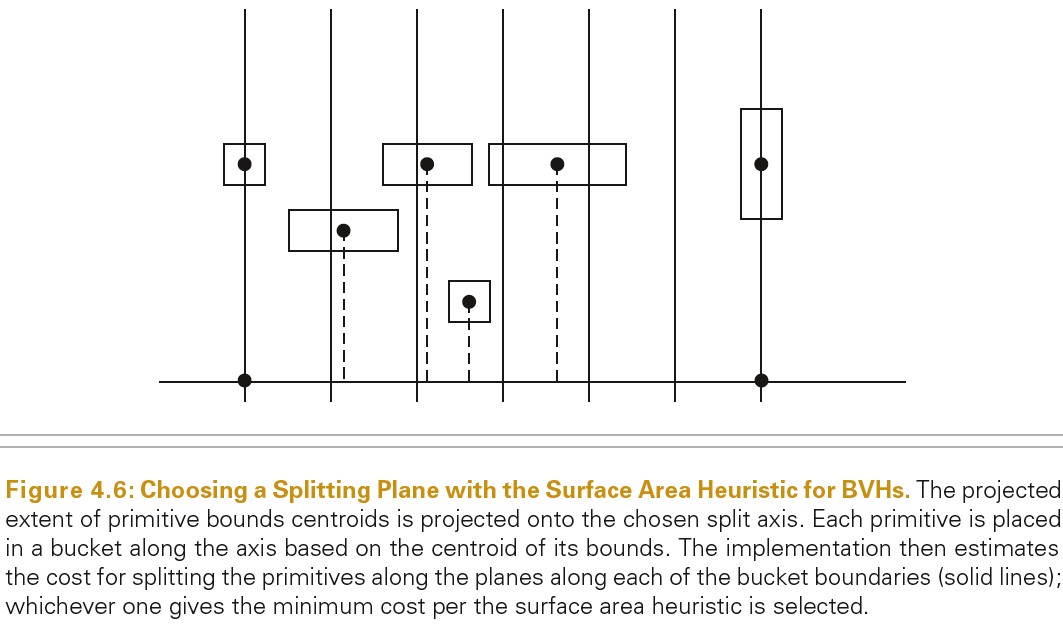 Figure 4.6: Choosing a Splitting Plane with the Surface Area Heuristic for BVHs. The projected
extent of primitive bounds centroids is projected onto the chosen split axis. Each primitive is placed
in a bucket along the axis based on the centroid of its bounds. The implementation then estimates
the cost for splitting the primitives along the planes along each of the bucket boundaries (solid lines);
whichever one gives the minimum cost per the surface area heuristic is selected.